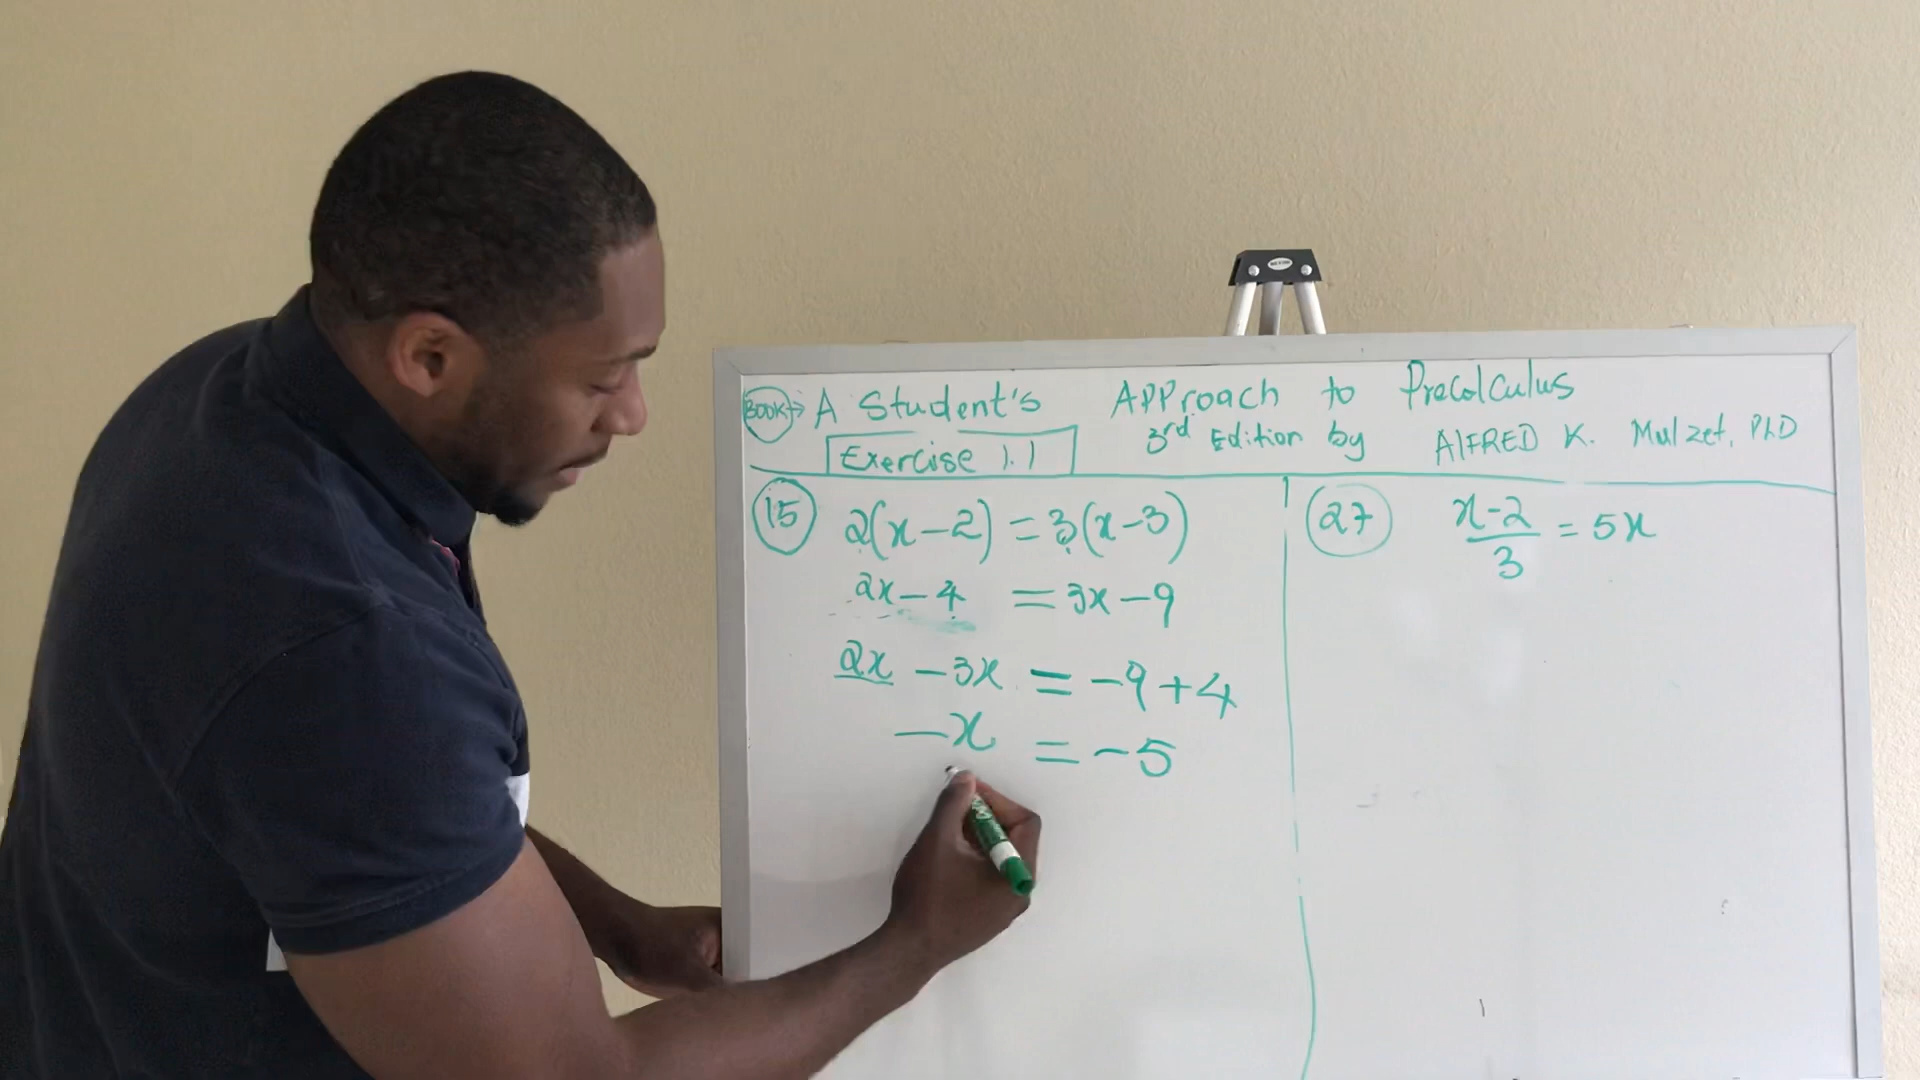 BOOK→ A Student's APPRoach to Precalculus
3rd Edition by AlFRED K. Mulzet, PhD
Exercise 1.1
15 2(x-2) = 3(x-3)
2x-4 = 3x-9
2x - 3x = -9+4
-x = -5
27 x-2/3 = 5x